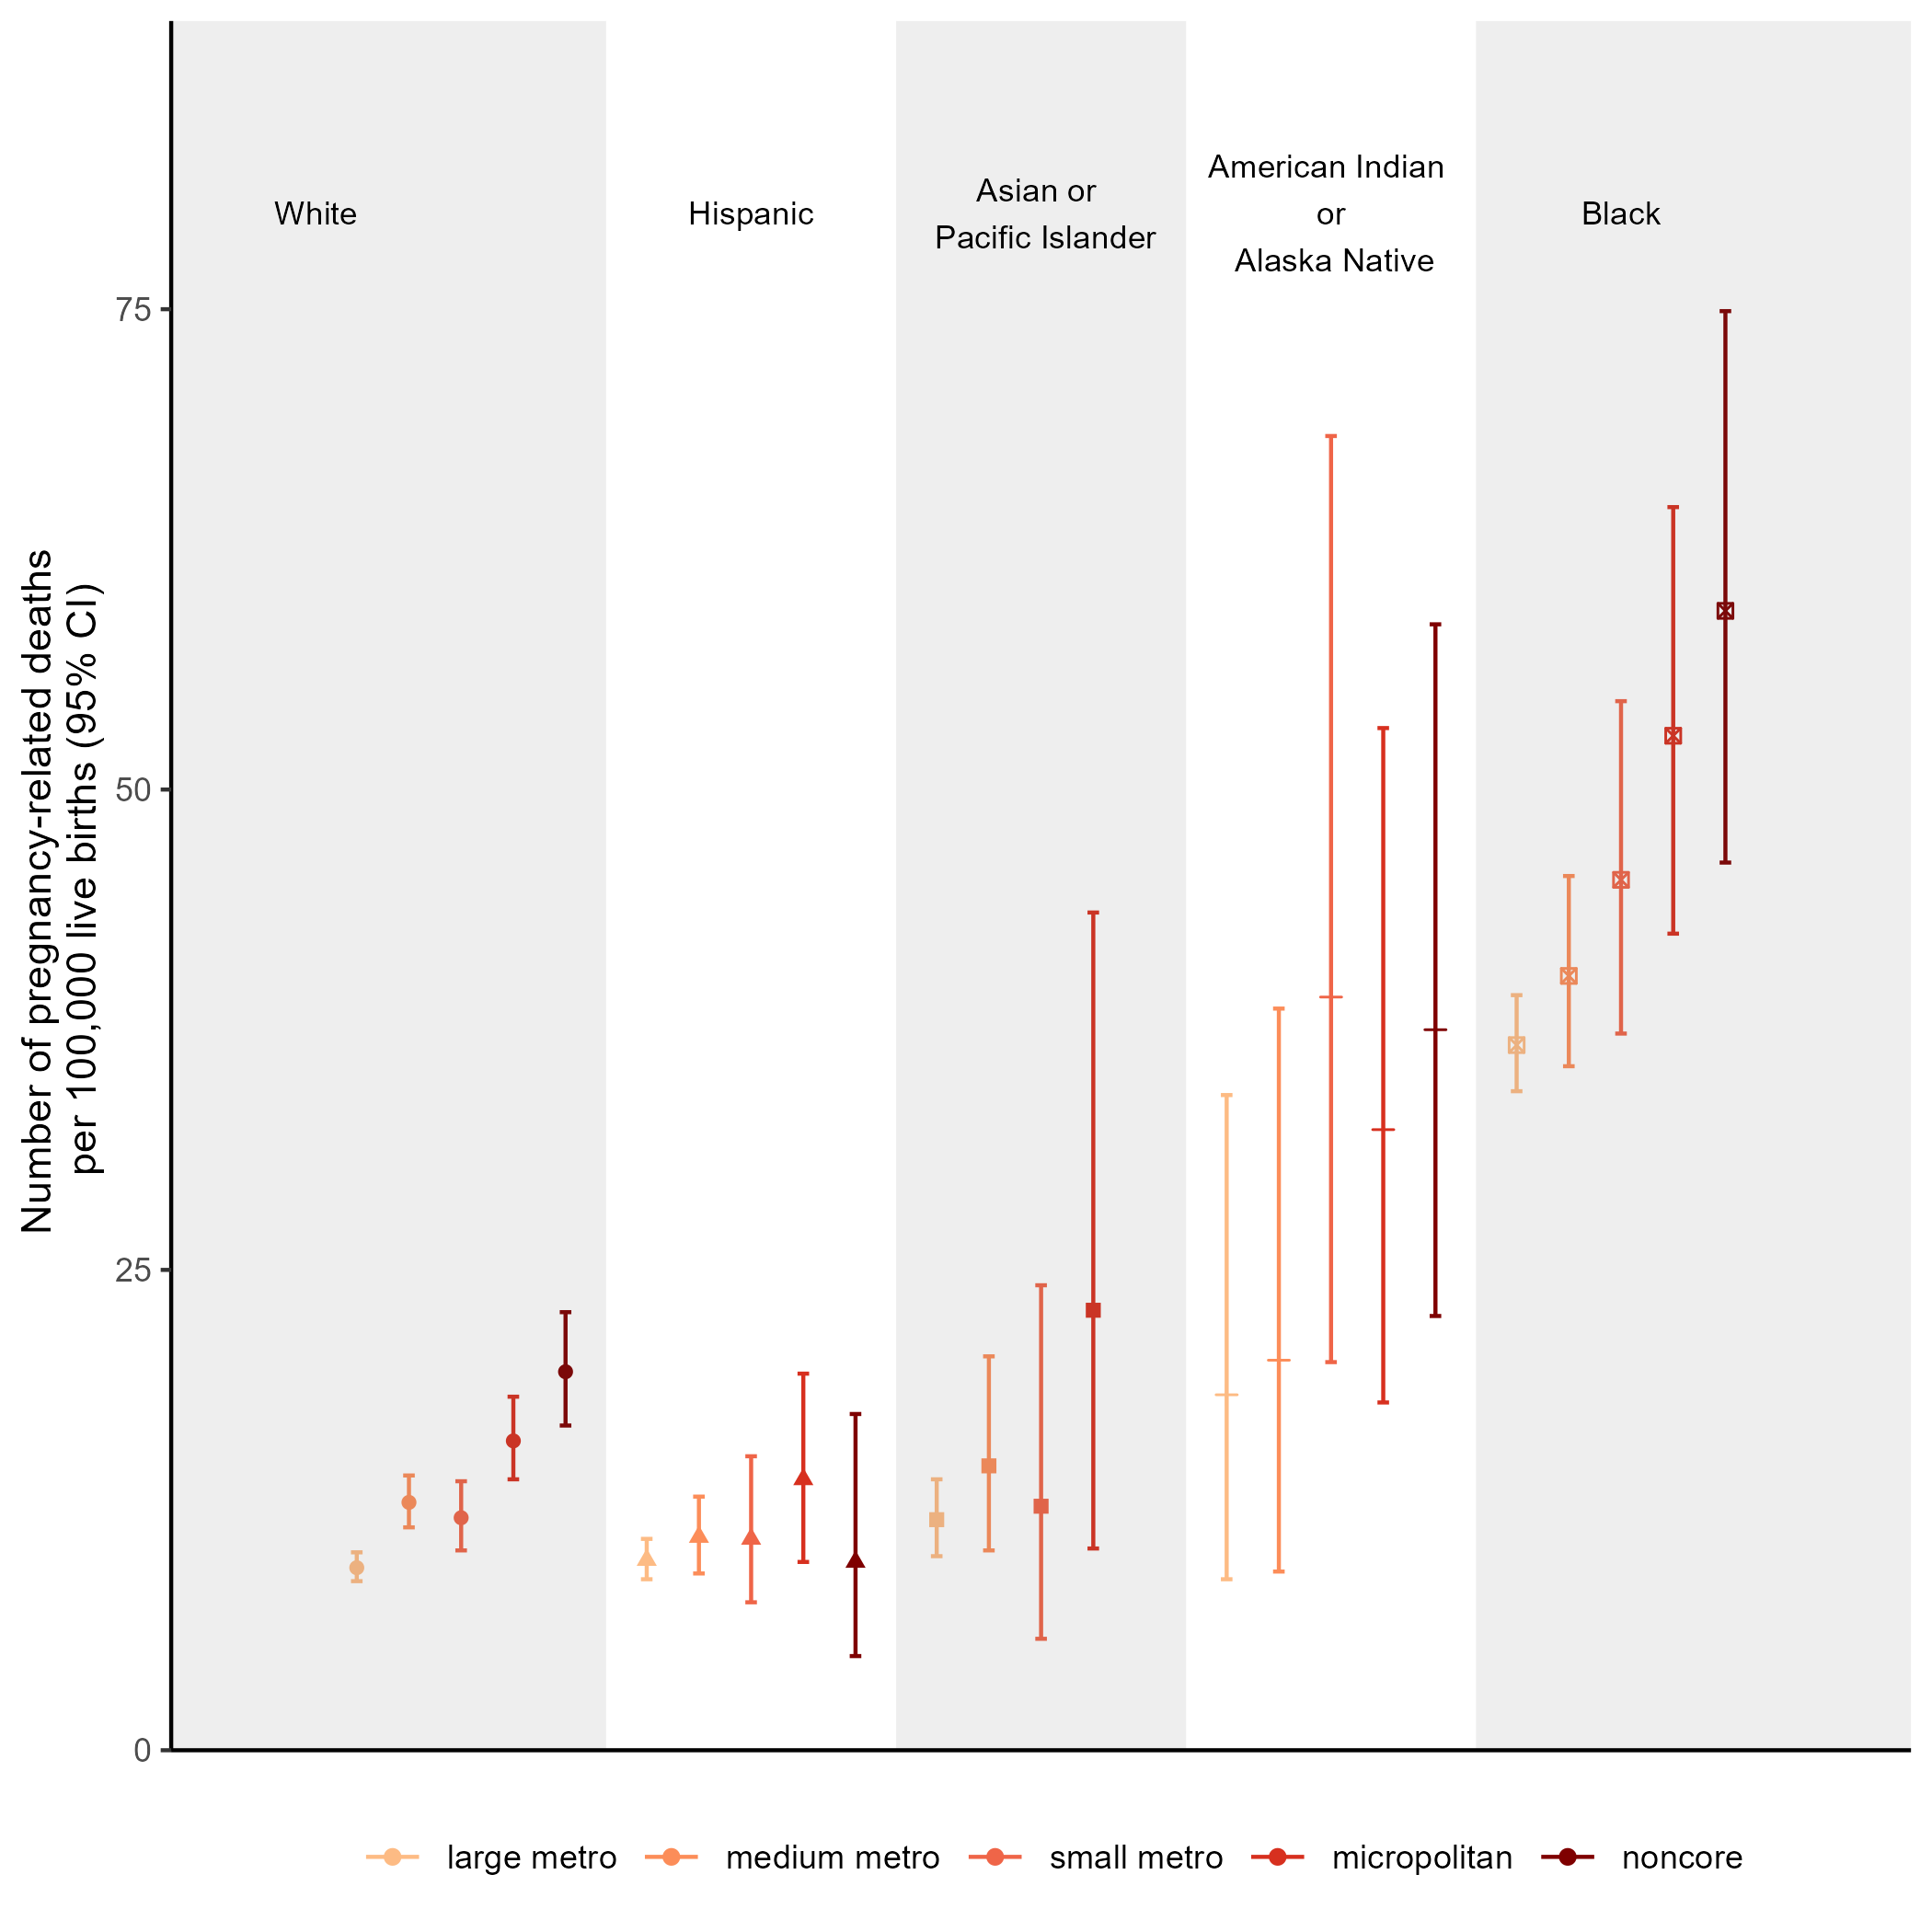 White
Hispanic
Asian or
Pacific Islander
American Indian
or
Alaska Native
Black
75
50
25
0
Number of pregnancy-related deaths
per 100,000 live births (95% CI)
large metro
medium metro
small metro
micropolitan
noncore